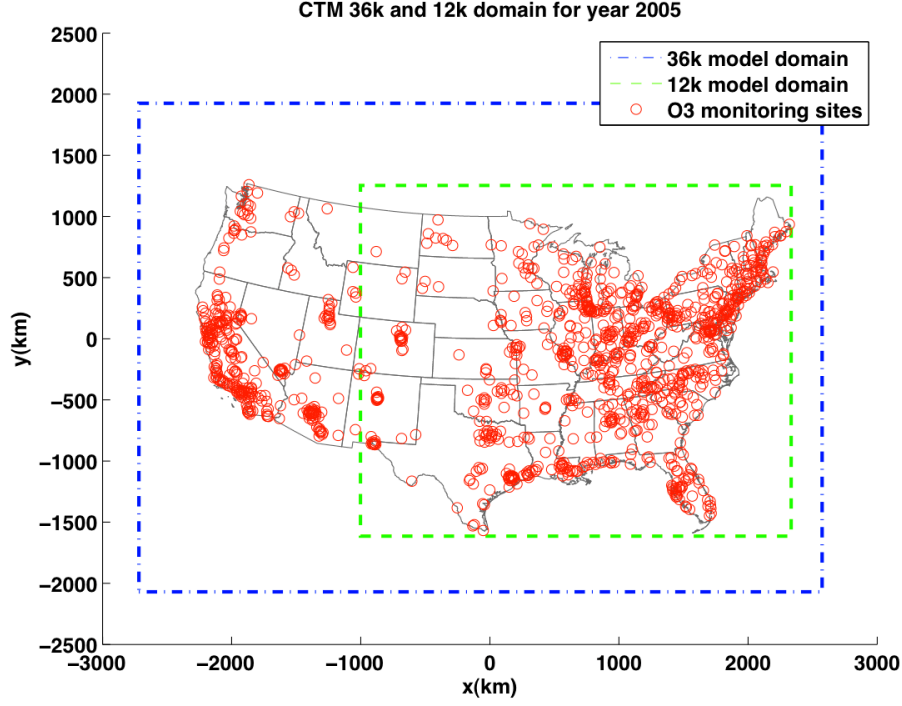 CTM 36k and 12k domain for year 2005
2500
2000
1500
1000
500
0
−500
−1000
−1500
−2000
−2500
y(km)
36k model domain
12k model domain
O3 monitoring sites
−3000 −2000 −1000 0 1000 2000 3000
x(km)